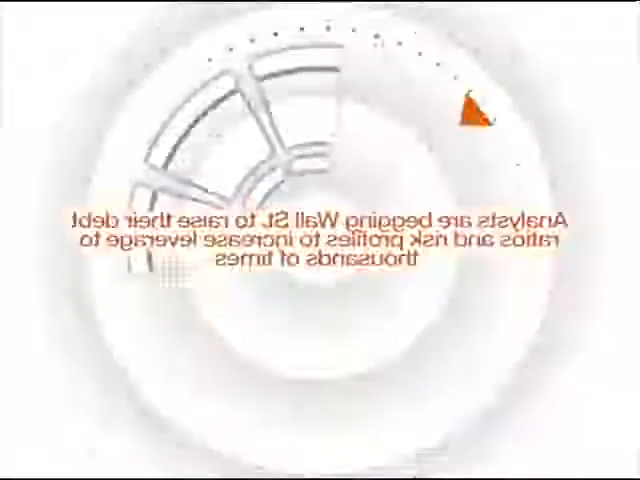 Analysts are begging Wall St. to raise their debt
ratios and risk profiles to increase leverage to
thousands of times